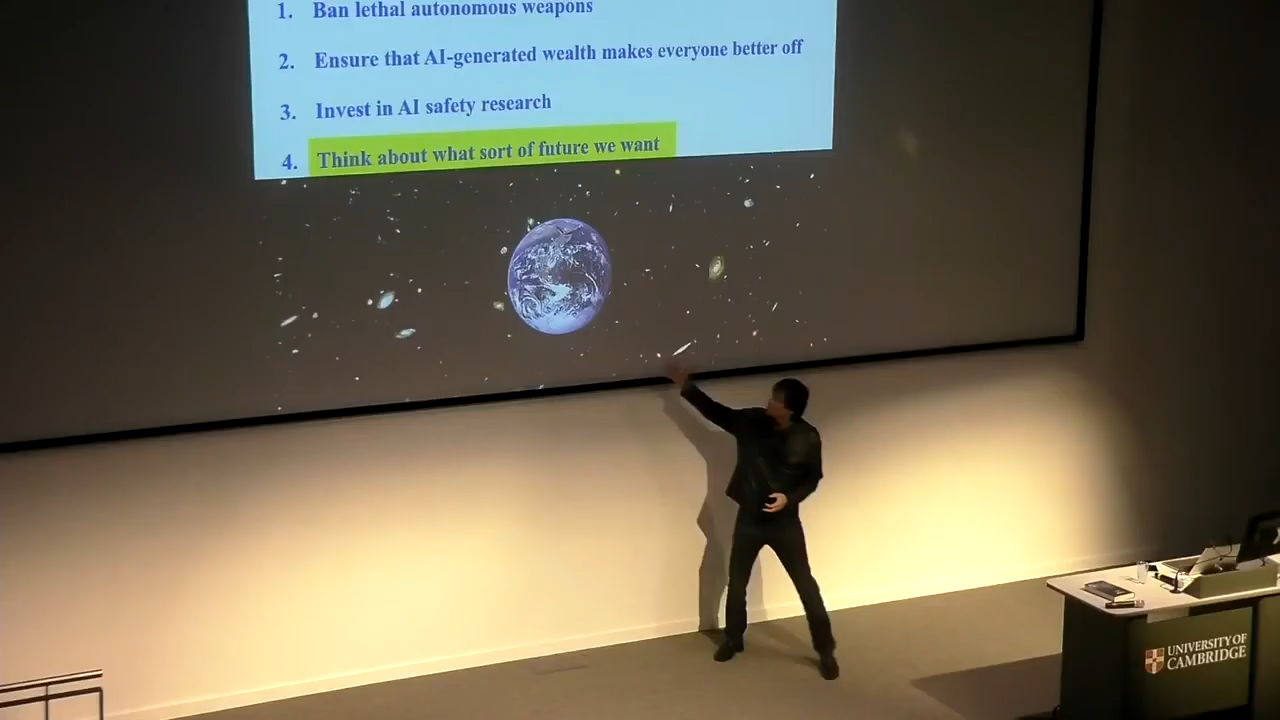 1. Ban lethal autonomous weapons
2. Ensure that AI-generated wealth makes everyone better off
3. Invest in AI safety research
4. Think about what sort of future we want
UNIVERSITY OF
CAMBRIDGE